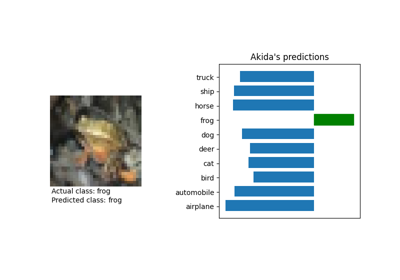 Akida's predictions
truck
ship
horse
frog
dog
deer
cat
bird
automobile
airplane
Actual class: frog
Predicted class: frog